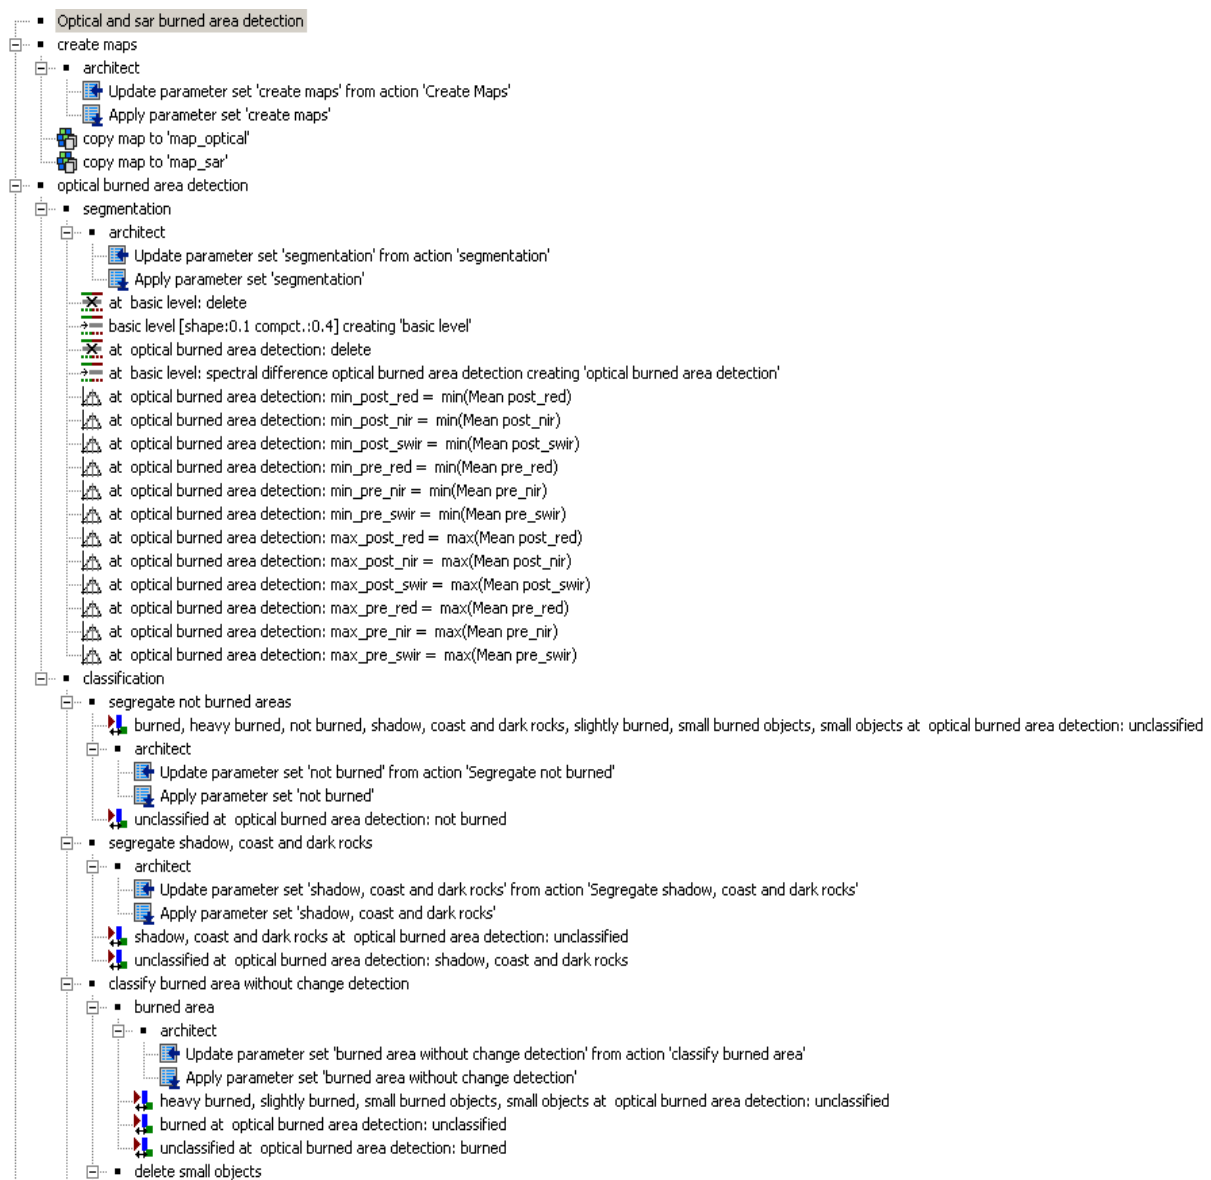 Optical and sar burned area detection
create maps
architect
Update parameter set 'create maps' from action 'Create Maps'
Apply parameter set 'create maps'
copy map to 'map_optical'
copy map to 'map_sar'
optical burned area detection
segmentation
architect
Update parameter set 'segmentation' from action 'segmentation'
Apply parameter set 'segmentation'
at basic level: delete
basic level [shape:0.1 compct.:0.4] creating 'basic level'
at optical burned area detection: delete
at basic level: spectral difference optical burned area detection creating 'optical burned area detection'
at optical burned area detection: min_post_red = min(Mean post_red)
at optical burned area detection: min_post_nir = min(Mean post_nir)
at optical burned area detection: min_post_swir = min(Mean post_swir)
at optical burned area detection: min_pre_red = min(Mean pre_red)
at optical burned area detection: min_pre_nir = min(Mean pre_nir)
at optical burned area detection: min_pre_swir = min(Mean pre_swir)
at optical burned area detection: max_post_red = max(Mean post_red)
at optical burned area detection: max_post_nir = max(Mean post_nir)
at optical burned area detection: max_post_swir = max(Mean post_swir)
at optical burned area detection: max_pre_red = max(Mean pre_red)
at optical burned area detection: max_pre_nir = max(Mean pre_nir)
at optical burned area detection: max_pre_swir = max(Mean pre_swir)
classification
segregate not burned areas
burned, heavy burned, not burned, shadow, coast and dark rocks, slightly burned, small burned objects, small objects at optical burned area detection: unclassified
architect
Update parameter set 'not burned' from action 'Segregate not burned'
Apply parameter set 'not burned'
unclassified at optical burned area detection: not burned
segregate shadow, coast and dark rocks
architect
Update parameter set 'shadow, coast and dark rocks' from action 'Segregate shadow, coast and dark rocks'
Apply parameter set 'shadow, coast and dark rocks'
shadow, coast and dark rocks at optical burned area detection: unclassified
unclassified at optical burned area detection: shadow, coast and dark rocks
classify burned area without change detection
burned area
architect
Update parameter set 'burned area without change detection' from action 'classify burned area'
Apply parameter set 'burned area without change detection'
heavy burned, slightly burned, small burned objects, small objects at optical burned area detection: unclassified
burned at optical burned area detection: unclassified
unclassified at optical burned area detection: burned
delete small objects